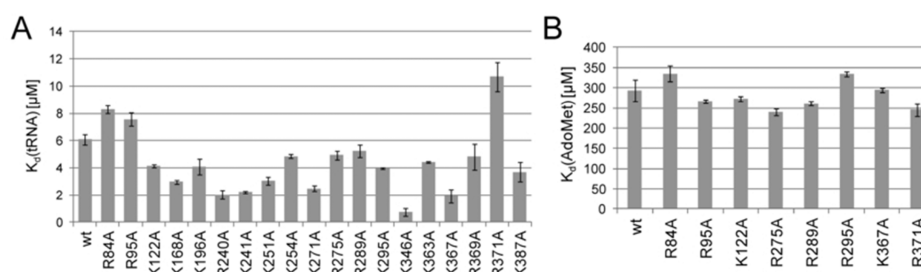 A
K_d(tRNA) [µM]
14
12
10
8
6
4
2
0
wt
R84A
R95A
K122A
K168A
K196A
R240A
K241A
K251A
K254A
K271A
R275A
R289A
K295A
K346A
K363A
K367A
R369A
R371A
K387A
B
K_d(AdoMet) [µM]
400
350
300
250
200
150
100
50
0
wt
R84A
R95A
K122A
R275A
R289A
R295A
K367A
R371A